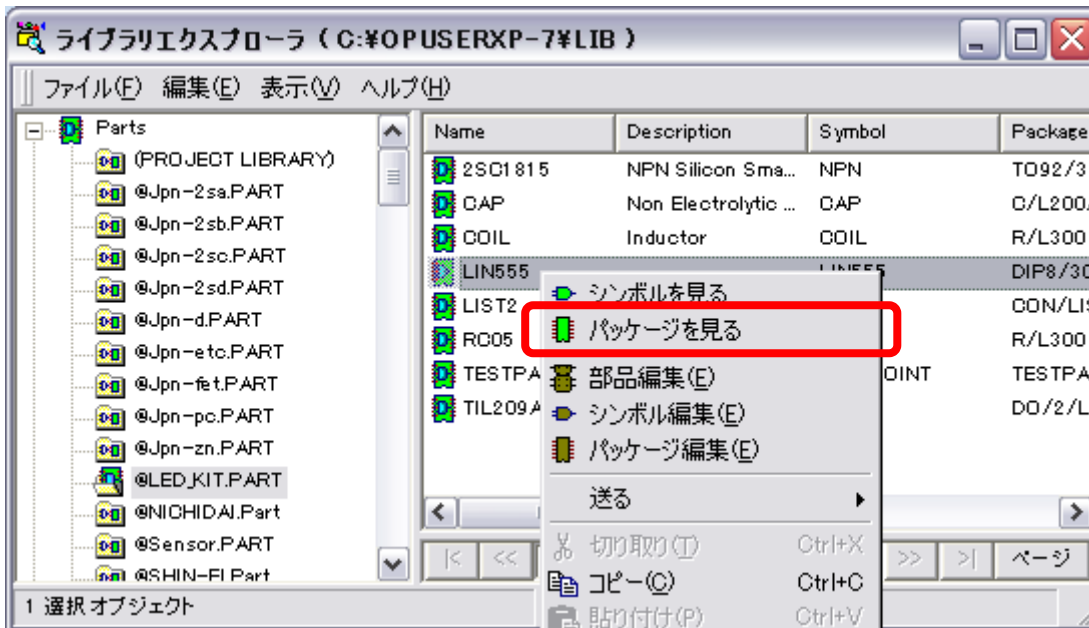 ライブラリエクスプローラ ( C:¥OPUSERXP-7¥LIB )
ファイル(F) 編集(E) 表示(V) ヘルプ(H)
Parts
(PROJECT LIBRARY)
@Jpn-2sa.PART
@Jpn-2sb.PART
@Jpn-2sc.PART
@Jpn-2sd.PART
@Jpn-d.PART
@Jpn-etc.PART
@Jpn-fet.PART
@Jpn-pc.PART
@Jpn-zn.PART
@LED_KIT.PART
@NICHIDAI.Part
@Sensor.PART
@SHIN-EI.Part
Name Description Symbol Package
2SC1815 NPN Silicon Sma... NPN TO92/3
CAP Non Electrolytic ... CAP C/L200
COIL Inductor COIL R/L300
LIN555 LIN555 DIP8/30
LIST2 CON/LIS
RC05 R/L300
TESTPA OINT TESTPA
TIL209A DO/2/L
シンボルを見る
パッケージを見る
部品編集(E)
シンボル編集(E)
パッケージ編集(E)
送る
切り取り(T) Ctrl+X
コピー(C) Ctrl+C
貼り付け(P) Ctrl+V
|< << >> >| ページ
1 選択オブジェクト